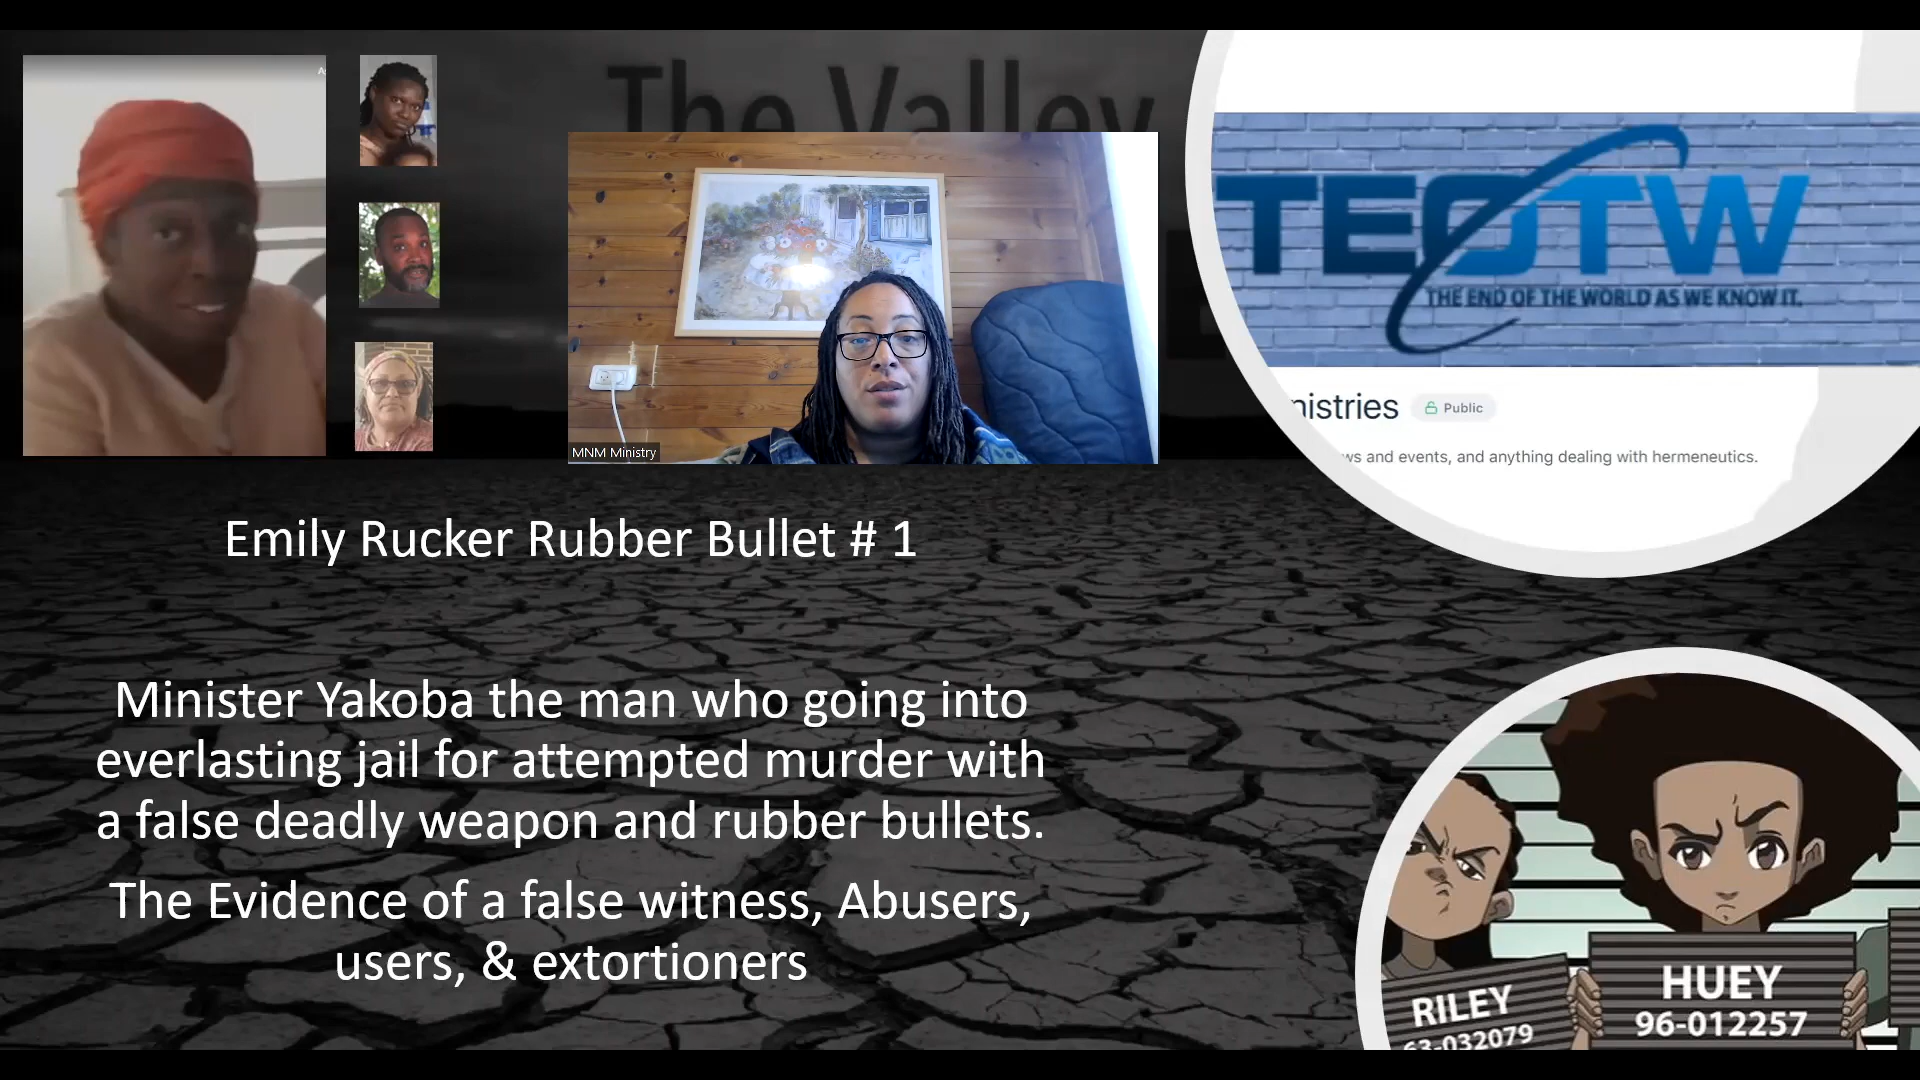 The Valley
MNM Ministry
TEOTW
THE END OF THE WORLD AS WE KNOW IT.
Public
and events, and anything dealing with hermeneutics.
Emily Rucker Rubber Bullet # 1
Minister Yakoba the man who going into
everlasting jail for attempted murder with
a false deadly weapon and rubber bullets.
The Evidence of a false witness, Abusers,
users, & extortioners
RILEY
63-032079
HUEY
96-012257